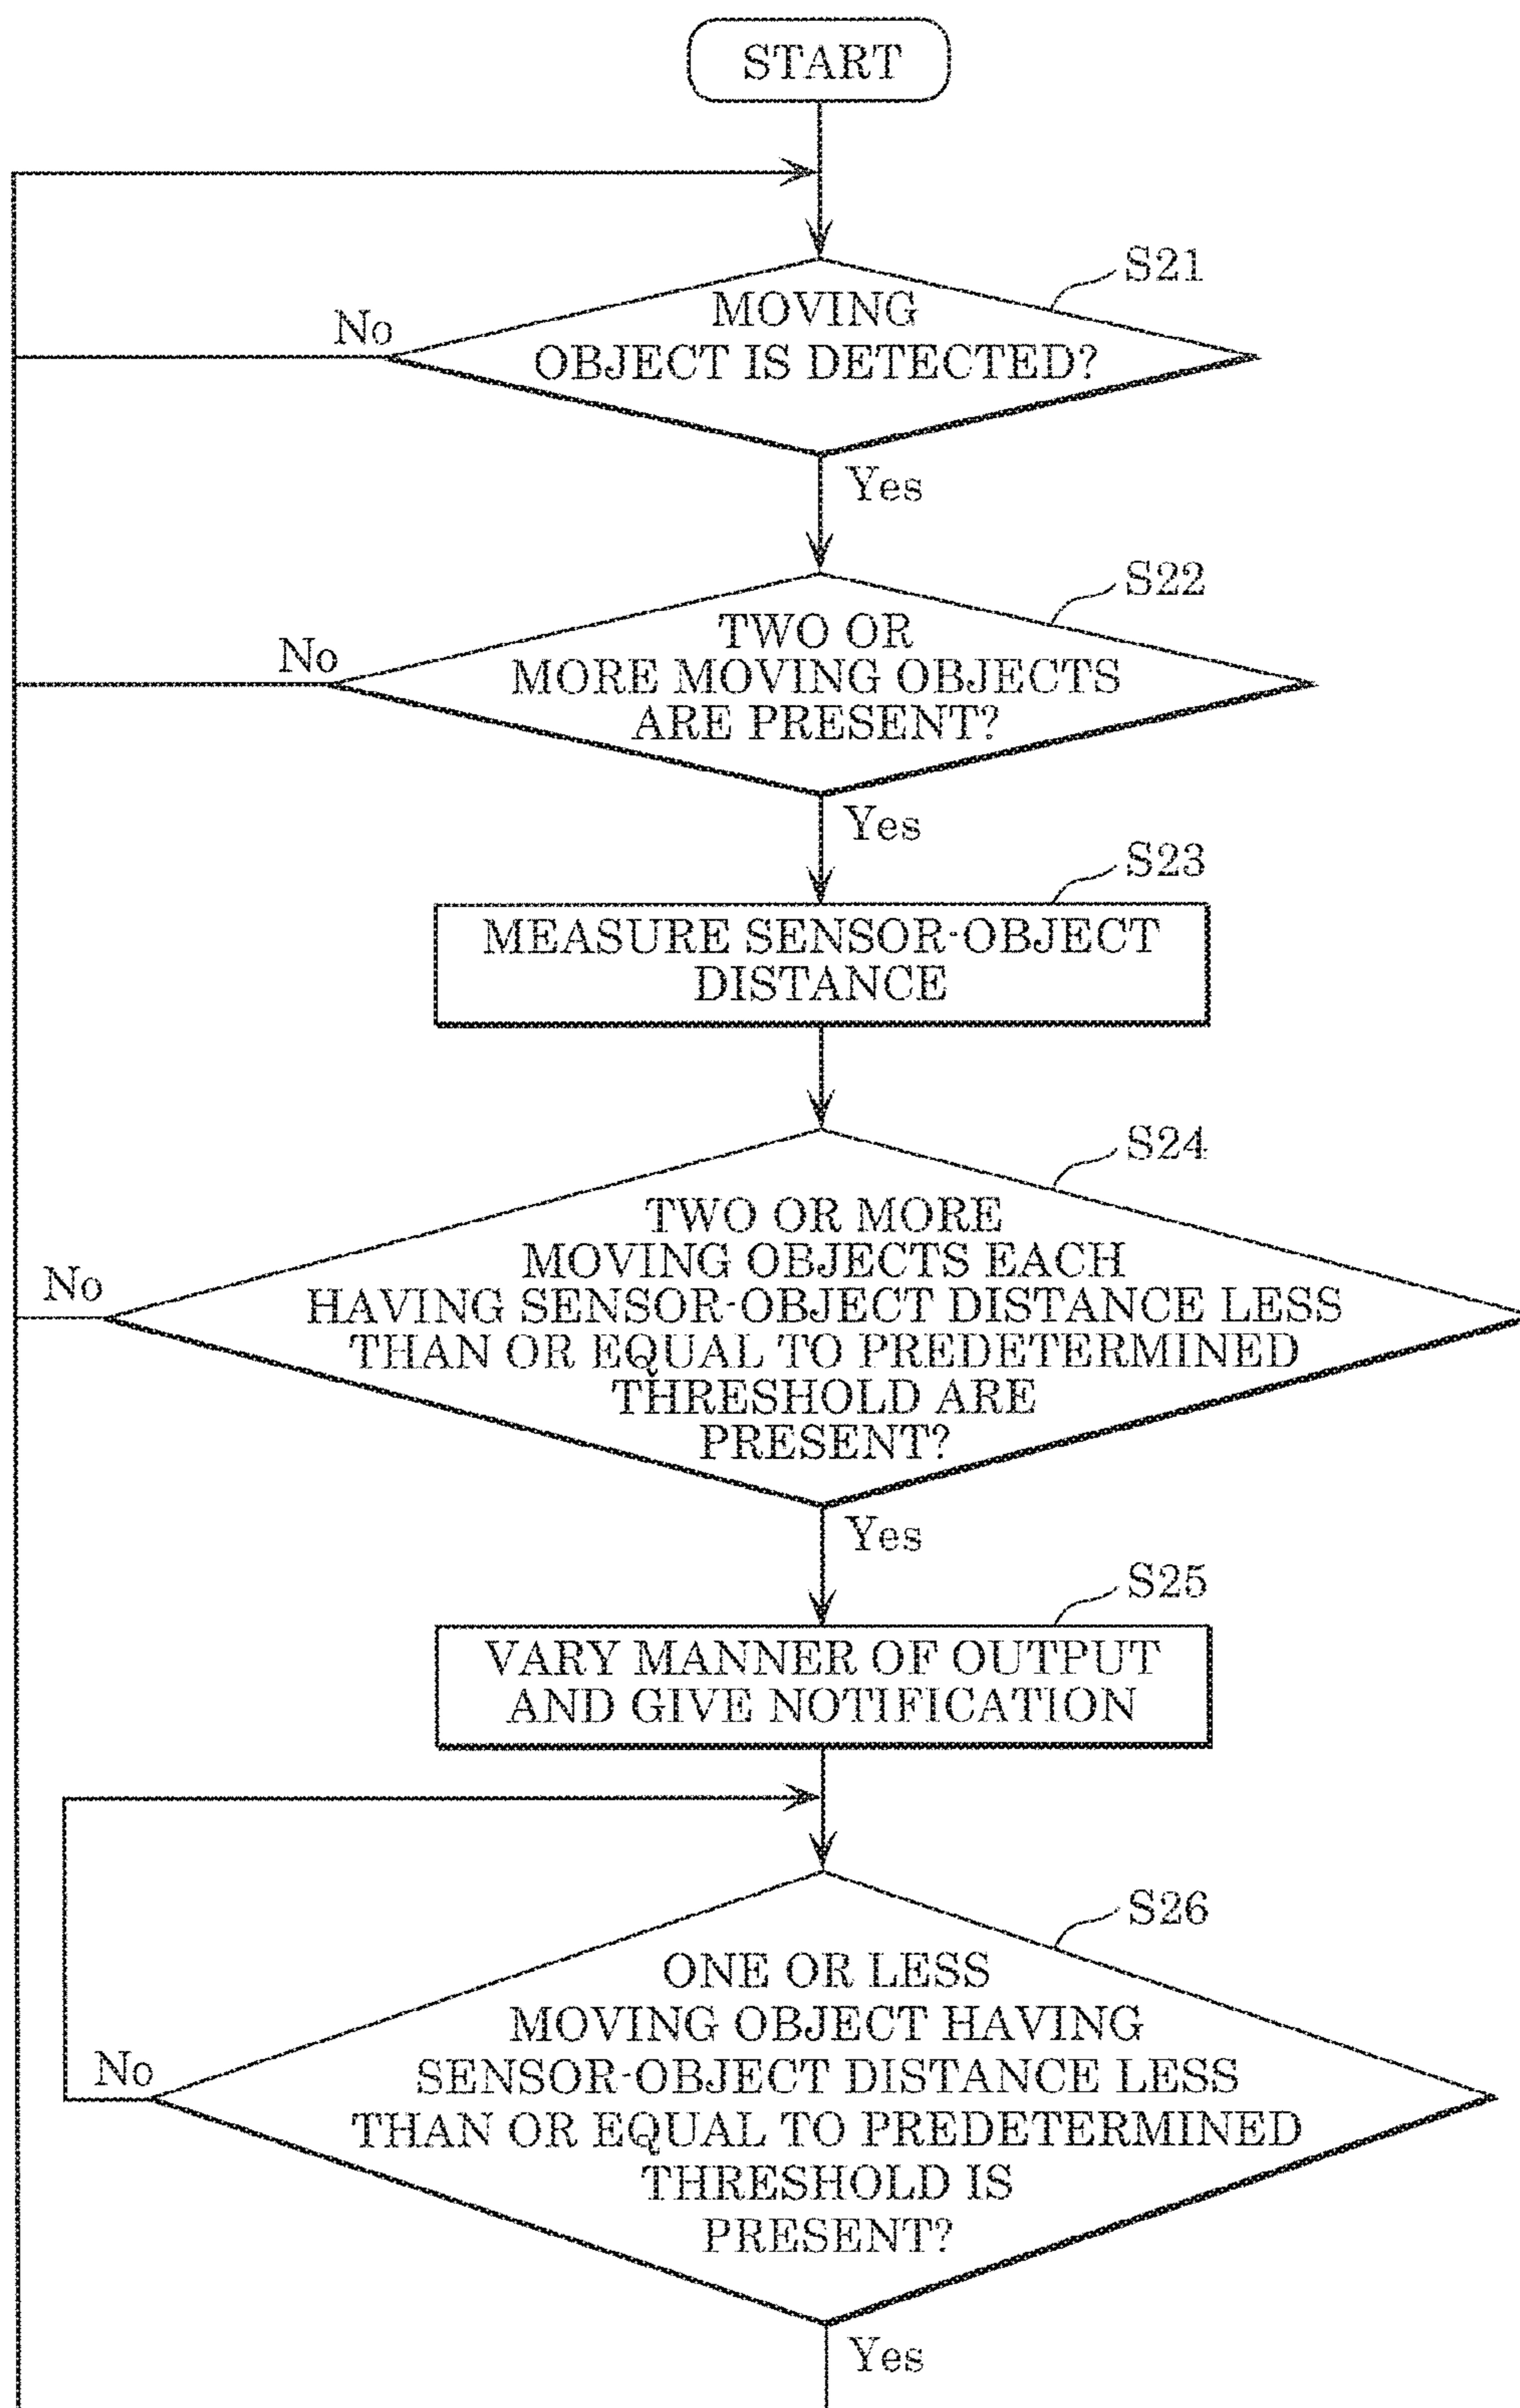 START
S21
MOVING
OBJECT IS DETECTED?
No
Yes
S22
TWO OR
MORE MOVING OBJECTS
ARE PRESENT?
No
Yes
S23
MEASURE SENSOR-OBJECT
DISTANCE
S24
TWO OR MORE
MOVING OBJECTS EACH
HAVING SENSOR-OBJECT DISTANCE LESS
THAN OR EQUAL TO PREDETERMINED
THRESHOLD ARE
PRESENT?
No
Yes
S25
VARY MANNER OF OUTPUT
AND GIVE NOTIFICATION
S26
ONE OR LESS
MOVING OBJECT HAVING
SENSOR-OBJECT DISTANCE LESS
THAN OR EQUAL TO PREDETERMINED
THRESHOLD IS
PRESENT?
No
Yes